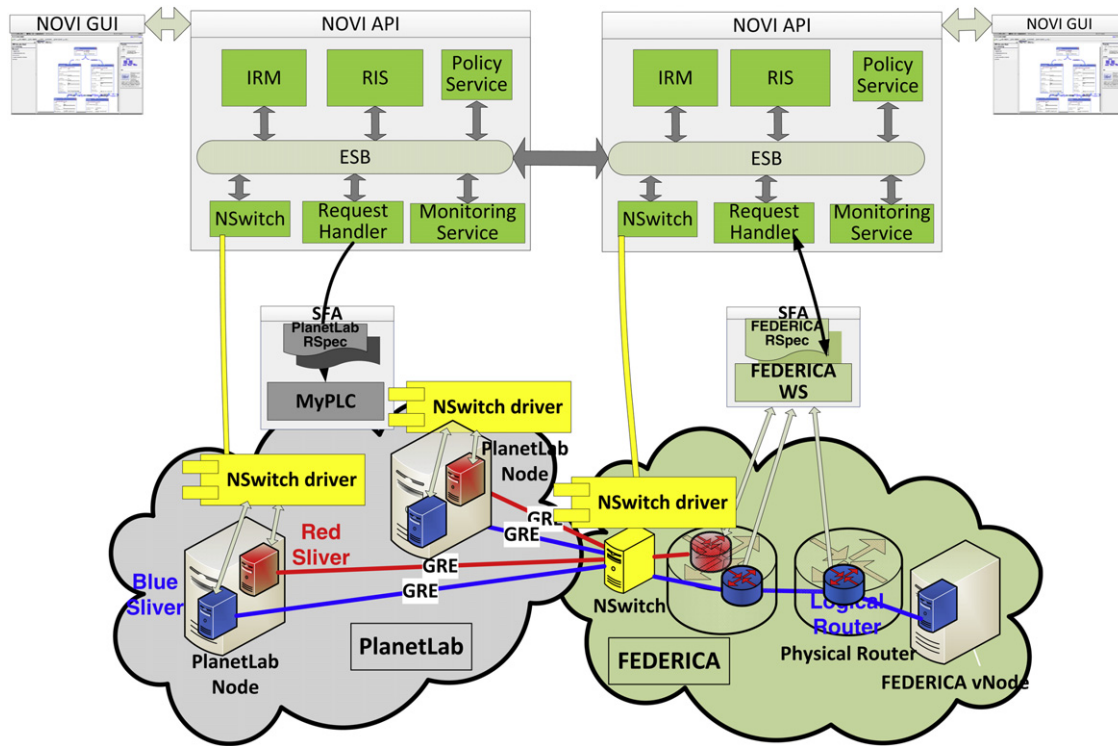 NOVI GUI
NOVI API
NOVI API
NOVI GUI
IRM
RIS
Policy
Service
IRM
RIS
Policy
Service
ESB
ESB
NSwitch
Request
Handler
Monitoring
Service
NSwitch
Request
Handler
Monitoring
Service
SFA
PlanetLab
RSpec
MyPLC
SFA
FEDERICA
RSpec
FEDERICA
WS
NSwitch driver
PlanetLab
Node
NSwitch driver
NSwitch driver
Red
Sliver
Blue
Sliver
GRE
GRE
GRE
GRE
NSwitch
PlanetLab
Node
PlanetLab
FEDERICA
Logical
Router
Physical Router
FEDERICA vNode